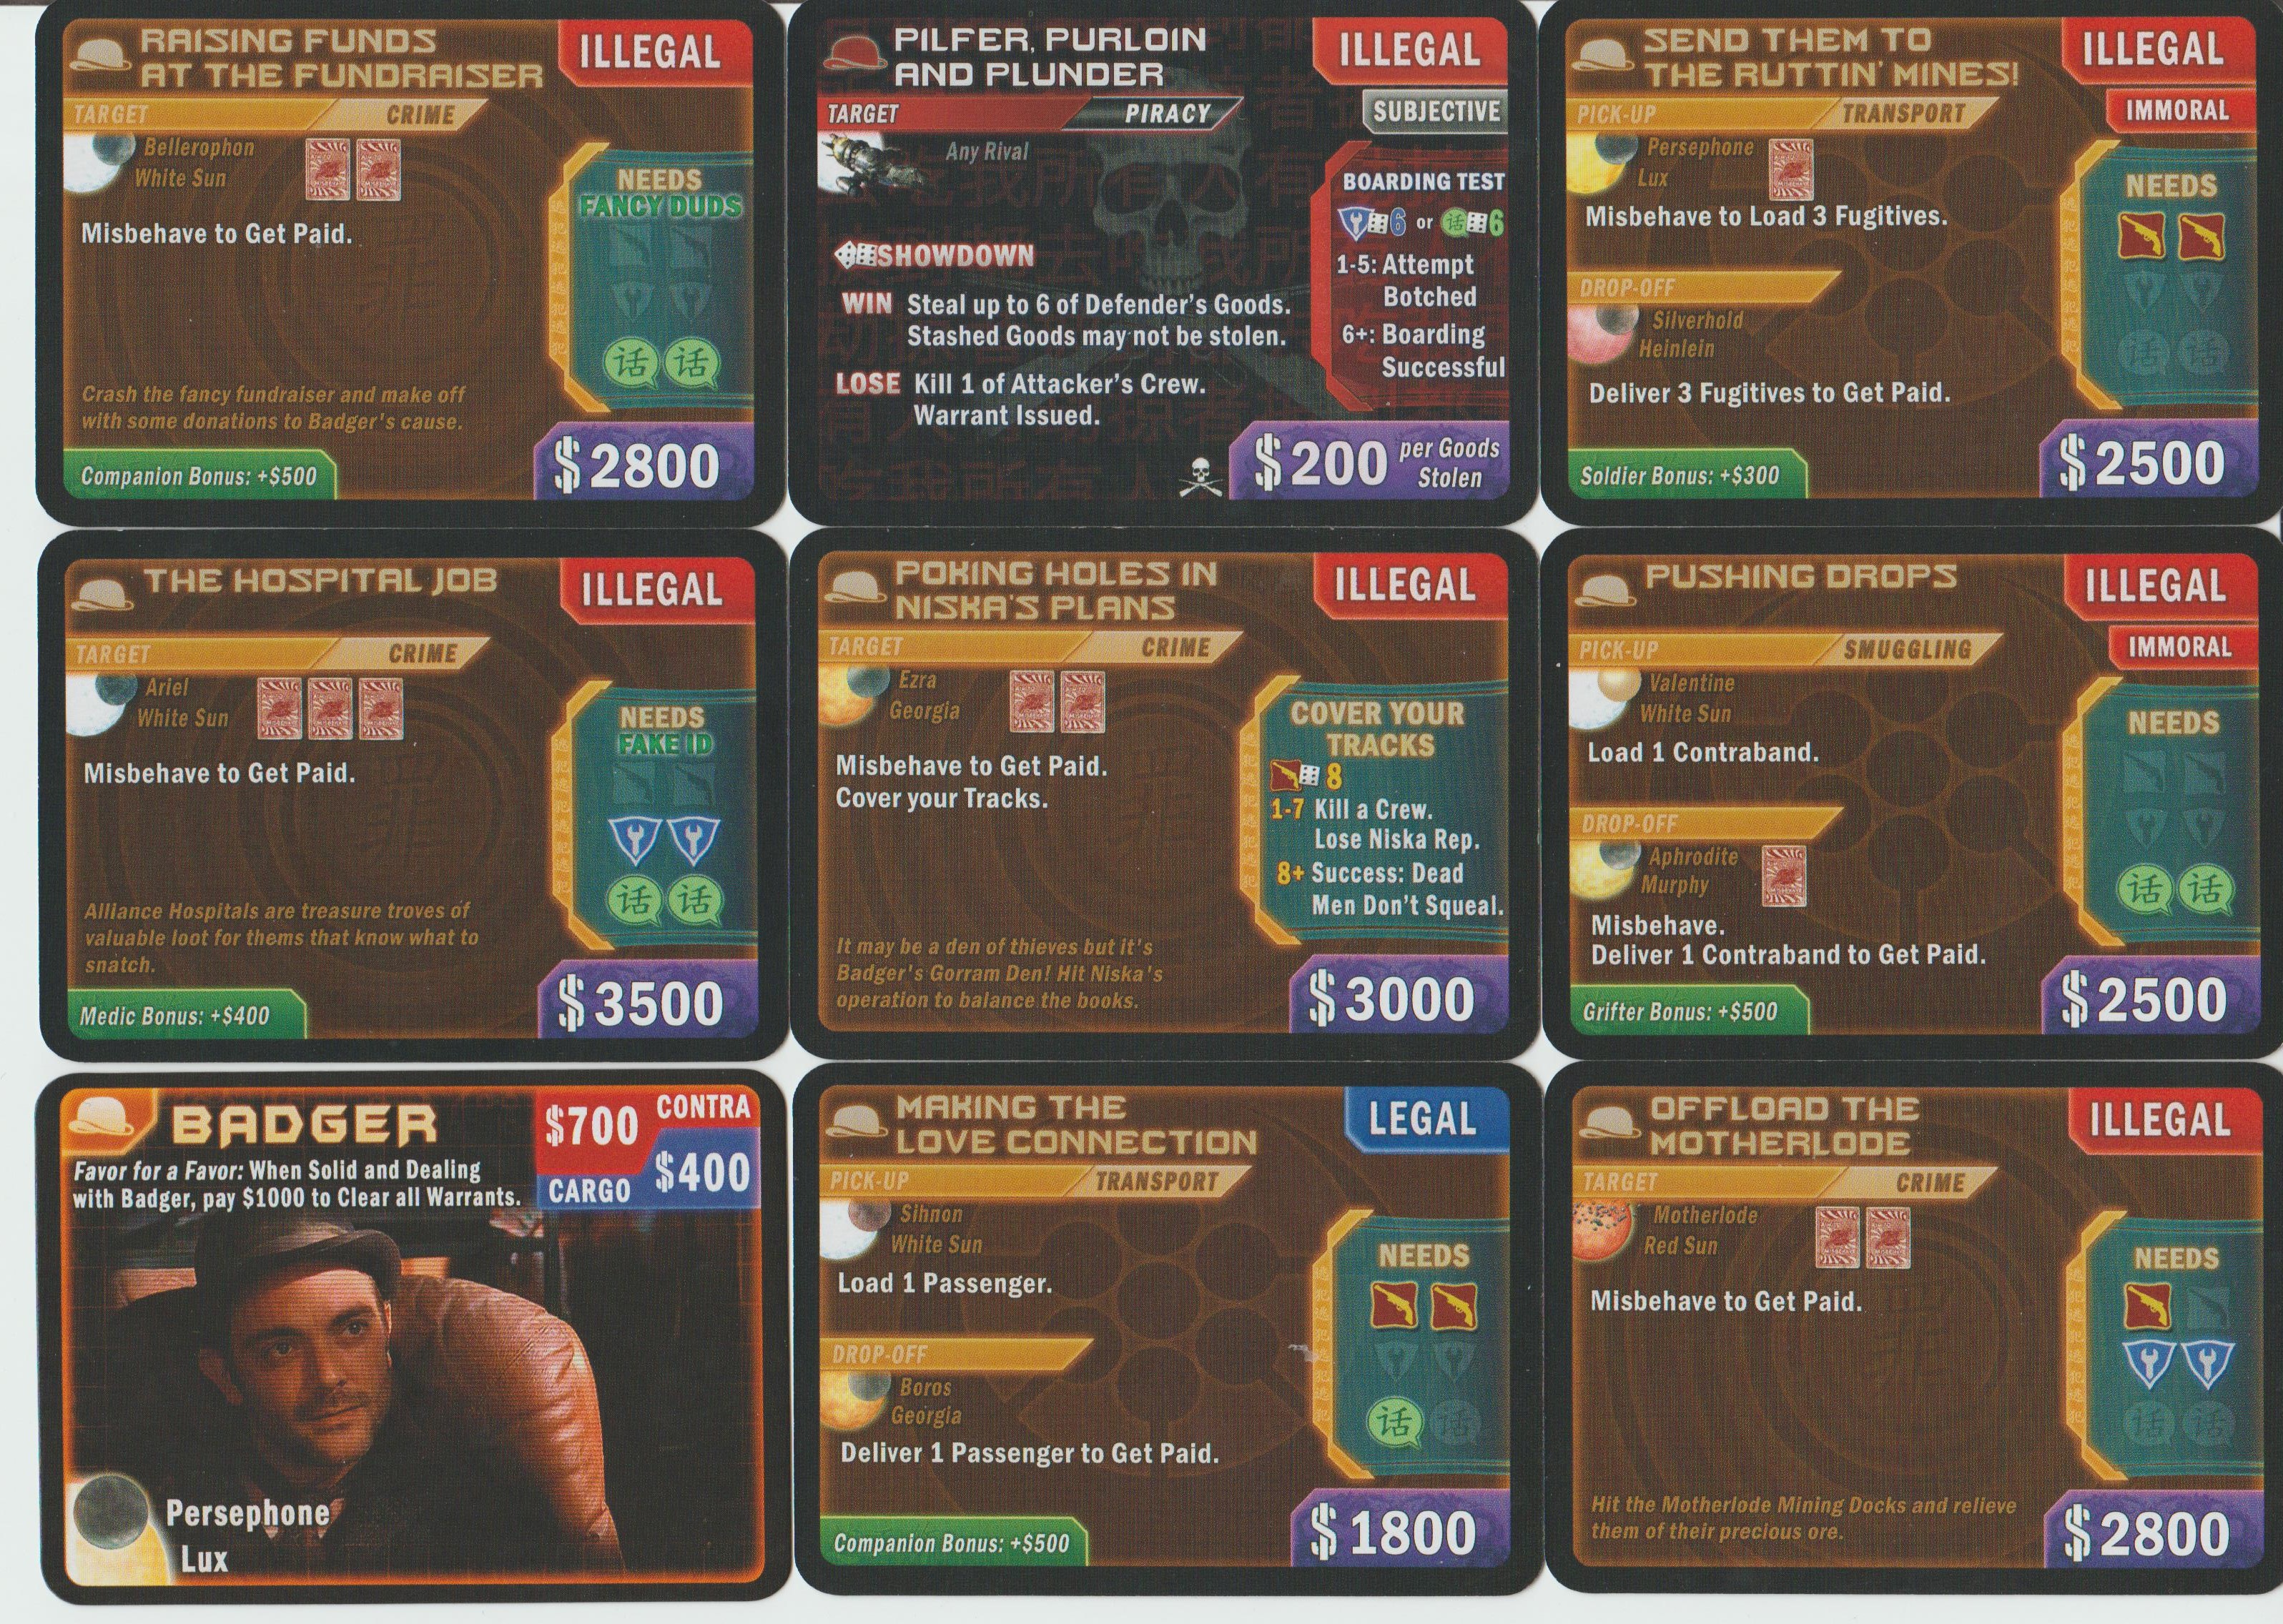 RAISING FUNDS
AT THE FUNDRAISER
ILLEGAL
TARGET CRIME
Bellerophon
White Sun
Misbehave to Get Paid.
NEEDS
FANCY DUDS
话 话
Crash the fancy fundraiser and make off
with some donations to Badger's cause.
Companion Bonus: +$500
$2800
PILFER, PURLOIN
AND PLUNDER
ILLEGAL
TARGET PIRACY
SUBJECTIVE
Any Rival
BOARDING TEST
6 or 话 6
1-5: Attempt
Botched
6+: Boarding
Successful
SHOWDOWN
WIN Steal up to 6 of Defender's Goods.
Stashed Goods may not be stolen.
LOSE Kill 1 of Attacker's Crew.
Warrant Issued.
$200 per Goods
Stolen
SEND THEM TO
THE RUTTIN' MINES!
ILLEGAL
PICK-UP TRANSPORT
IMMORAL
Persephone
Lux
Misbehave to Load 3 Fugitives.
NEEDS
话 话
DROP-OFF
Silverhold
Heinlein
Deliver 3 Fugitives to Get Paid.
Soldier Bonus: +$300
$2500
THE HOSPITAL JOB
ILLEGAL
TARGET CRIME
Ariel
White Sun
Misbehave to Get Paid.
NEEDS
FAKE ID
话 话
Alliance Hospitals are treasure troves of
valuable loot for thems that know what to
snatch.
Medic Bonus: +$400
$3500
POKING HOLES IN
NISKA'S PLANS
ILLEGAL
TARGET CRIME
Ezra
Georgia
Misbehave to Get Paid.
Cover your Tracks.
COVER YOUR
TRACKS
8
1-7 Kill a Crew.
Lose Niska Rep.
8+ Success: Dead
Men Don't Squeal.
It may be a den of thieves but it's
Badger's Gorram Den! Hit Niska's
operation to balance the books.
$3000
PUSHING DROPS
ILLEGAL
PICK-UP SMUGGLING
IMMORAL
Valentine
White Sun
Load 1 Contraband.
NEEDS
话 话
DROP-OFF
Aphrodite
Murphy
Misbehave.
Deliver 1 Contraband to Get Paid.
Grifter Bonus: +$500
$2500
BADGER
$700 CONTRA
CARGO $400
Favor for a Favor: When Solid and Dealing
with Badger, pay $1000 to Clear all Warrants.
Persephone
Lux
MAKING THE
LOVE CONNECTION
LEGAL
PICK-UP TRANSPORT
Sihnon
White Sun
Load 1 Passenger.
NEEDS
话 话
DROP-OFF
Boros
Georgia
Deliver 1 Passenger to Get Paid.
Companion Bonus: +$500
$1800
OFFLOAD THE
MOTHERLODE
ILLEGAL
TARGET CRIME
Motherlode
Red Sun
Misbehave to Get Paid.
NEEDS
话 话
Hit the Motherlode Mining Docks and relieve
them of their precious ore.
$2800